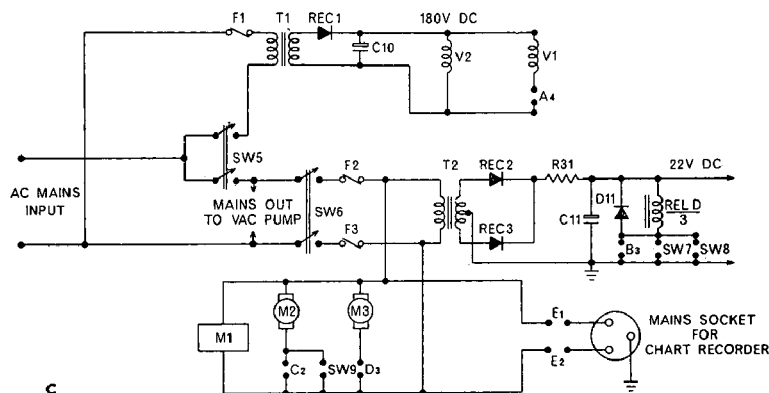 F1 T1 REC1 180V DC
C10 V2 V1
A4
SW5 F2 T2 REC2 R31 22V DC
AC MAINS
INPUT
MAINS OUT
TO VAC PUMP
SW6
F3 REC3 C11 D11 REL D
3
B3 SW7 SW8
M1 M2 M3 E1
E2
MAINS SOCKET
FOR
CHART RECORDER
C2 SW9 D3
C